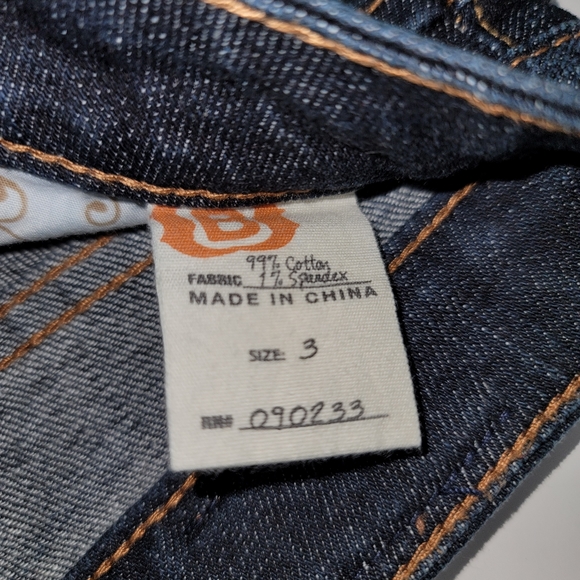 B
99% Cotton
FABRIC 1% Spandex
MADE IN CHINA
SIZE: 3
RN# 090233